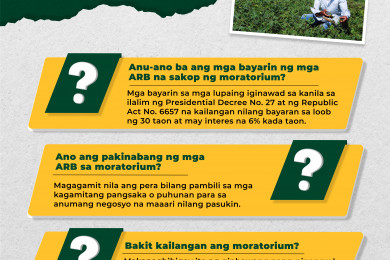 Anu-ano ba ang mga bayarin ng mga
ARB na sakop ng moratorium?
Mga bayarin sa mga lupaing iginawad sa kanila sa
ilalim ng Presidential Decree No. 27 at ng Republic
Act No. 6657 na kailangan nilang bayaran sa loob
ng 30 taon at may interes na 6% kada taon.
Ano ang pakinabang ng mga
ARB sa moratorium?
Magagamit nila ang pera bilang pambili sa mga
kagamitang pangsaka o puhunan para sa
anumang negosyo na maaari nilang pasukin.
Bakit kailangan ang moratorium?